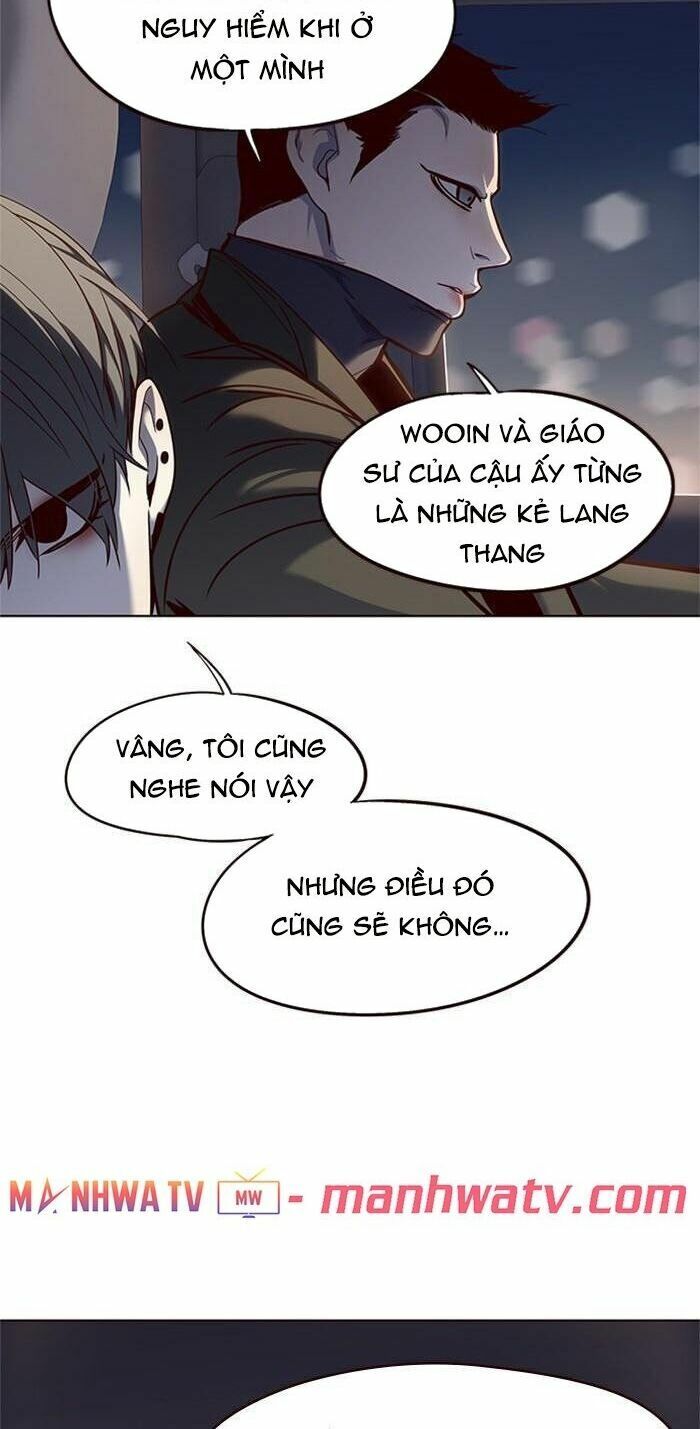 NGUY HIỂM KHI Ở
MỘT MÌNH
WOOIN VÀ GIÁO
SƯ CỦA CẬU ẤY TỪNG
LÀ NHỮNG KẺ LANG
THANG
VÂNG, TÔI CŨNG
NGHE NÓI VẬY
NHƯNG ĐIỀU ĐÓ
CŨNG SẼ KHÔNG...
MANHWA TV MW - manhwatv.com